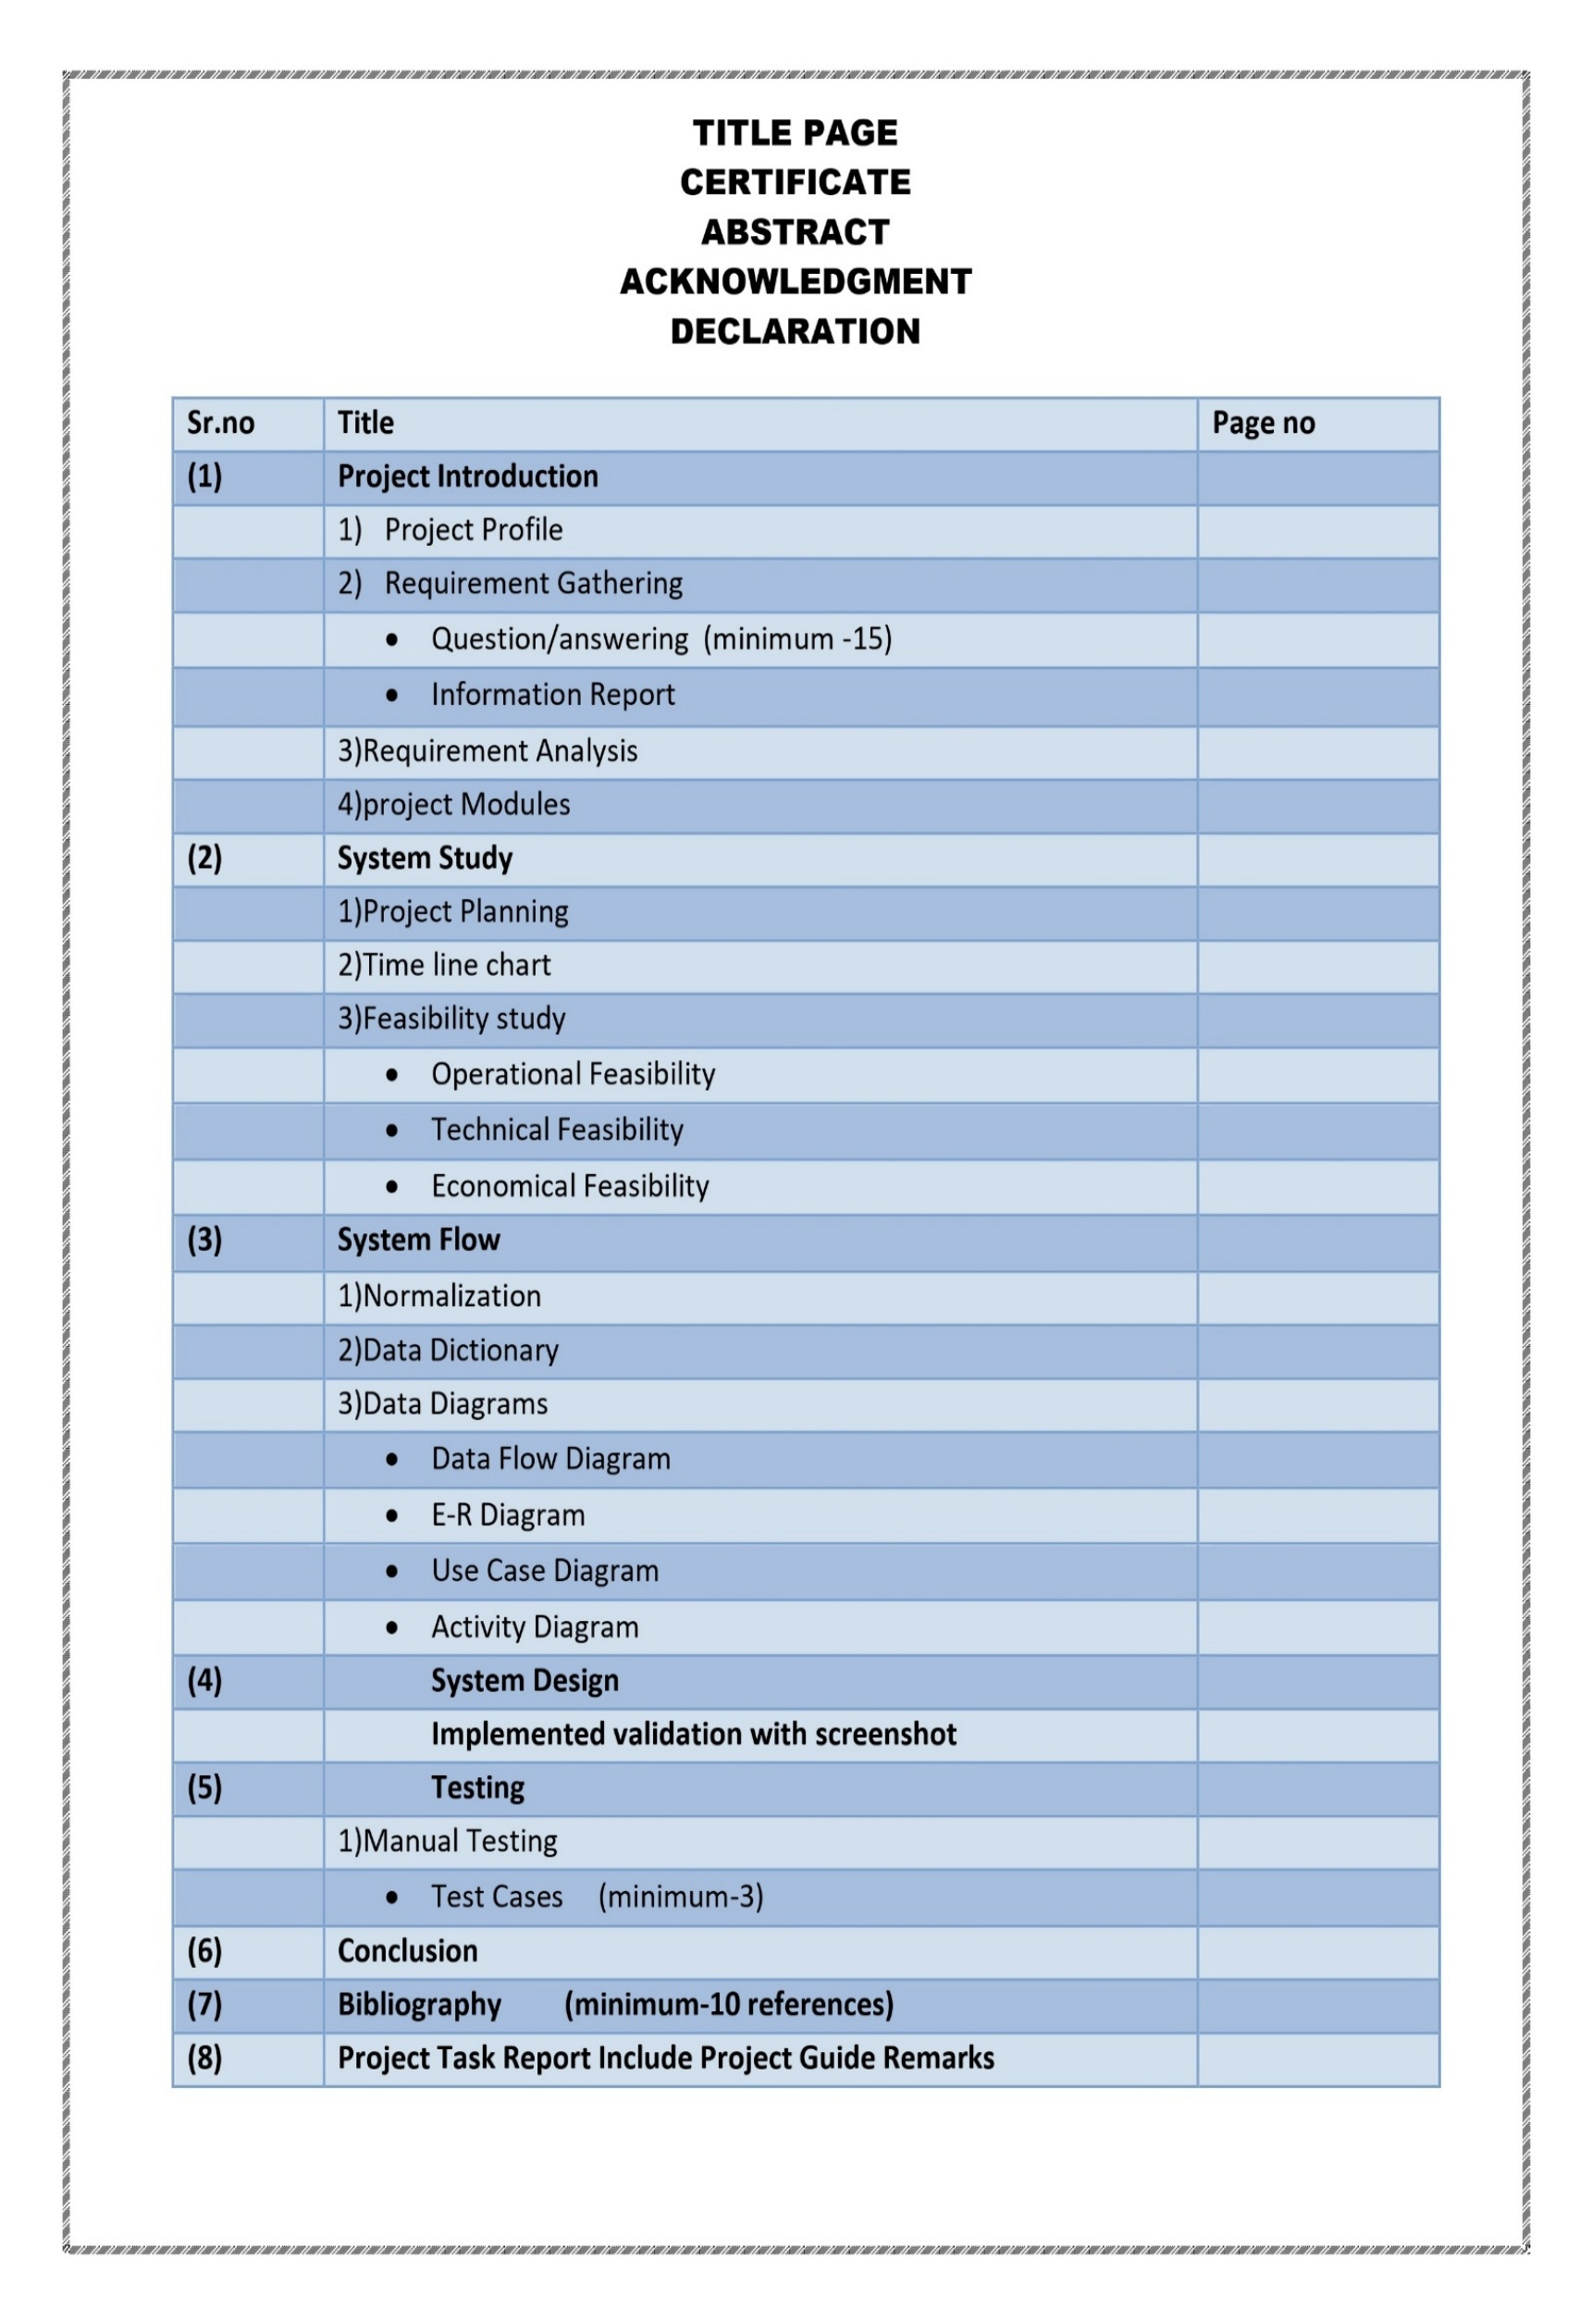 TITLE PAGE
CERTIFICATE
ABSTRACT
ACKNOWLEDGMENT
DECLARATION
Sr.no Title Page no
(1) Project Introduction
1) Project Profile
2) Requirement Gathering
• Question/answering (minimum -15)
• Information Report
3)Requirement Analysis
4)project Modules
(2) System Study
1)Project Planning
2)Time line chart
3)Feasibility study
• Operational Feasibility
• Technical Feasibility
• Economical Feasibility
(3) System Flow
1)Normalization
2)Data Dictionary
3)Data Diagrams
• Data Flow Diagram
• E-R Diagram
• Use Case Diagram
• Activity Diagram
(4) System Design
Implemented validation with screenshot
(5) Testing
1)Manual Testing
• Test Cases (minimum-3)
(6) Conclusion
(7) Bibliography (minimum-10 references)
(8) Project Task Report Include Project Guide Remarks